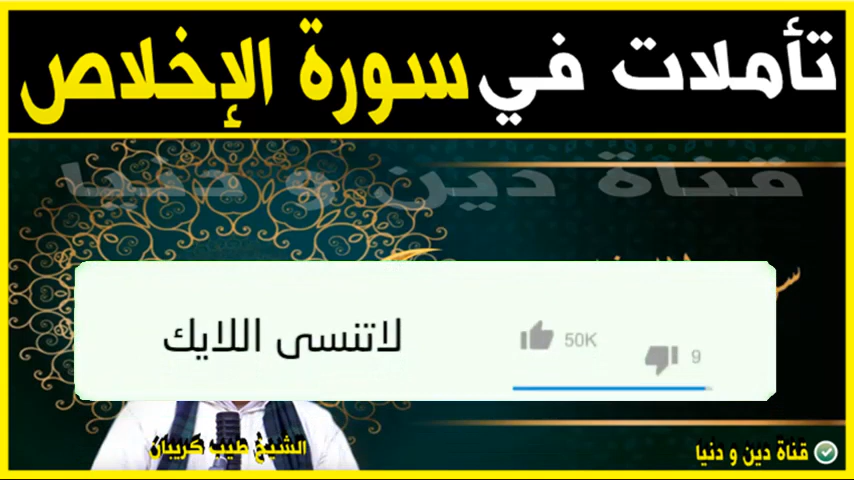 تأملات في سورة الإخلاص
قناة دين و دنيا
لاتنسى اللايك
50K
9
الشيخ طيب كريبان
قناة دين و دنيا